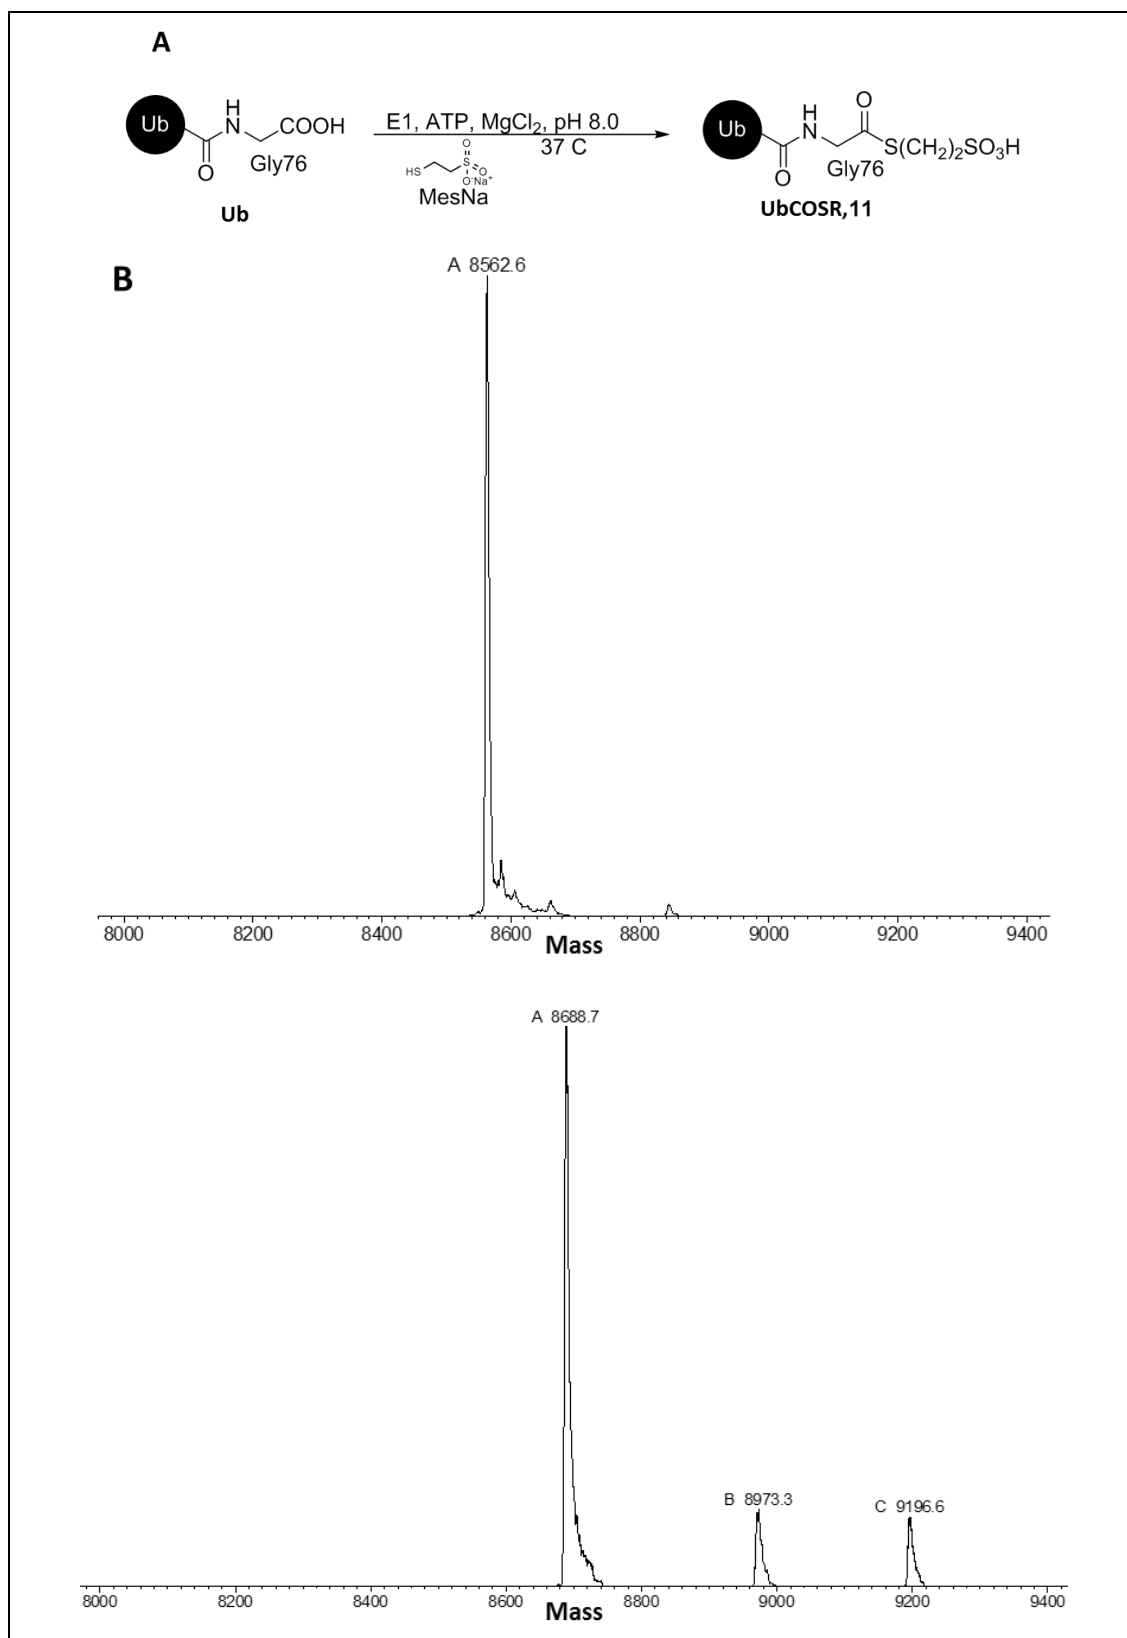 A
Ub
H
N
COOH
O
Gly76
Ub
E1, ATP, MgCl2, pH 8.0
37 C
HS
O
S
O
O-Na+
MesNa
Ub
H
N
O
O
S(CH2)2SO3H
Gly76
UbCOSR,11
B
A 8562.6
8000 8200 8400 8600 8800 9000 9200 9400
Mass
A 8688.7
B 8973.3
C 9196.6
8000 8200 8400 8600 8800 9000 9200 9400
Mass